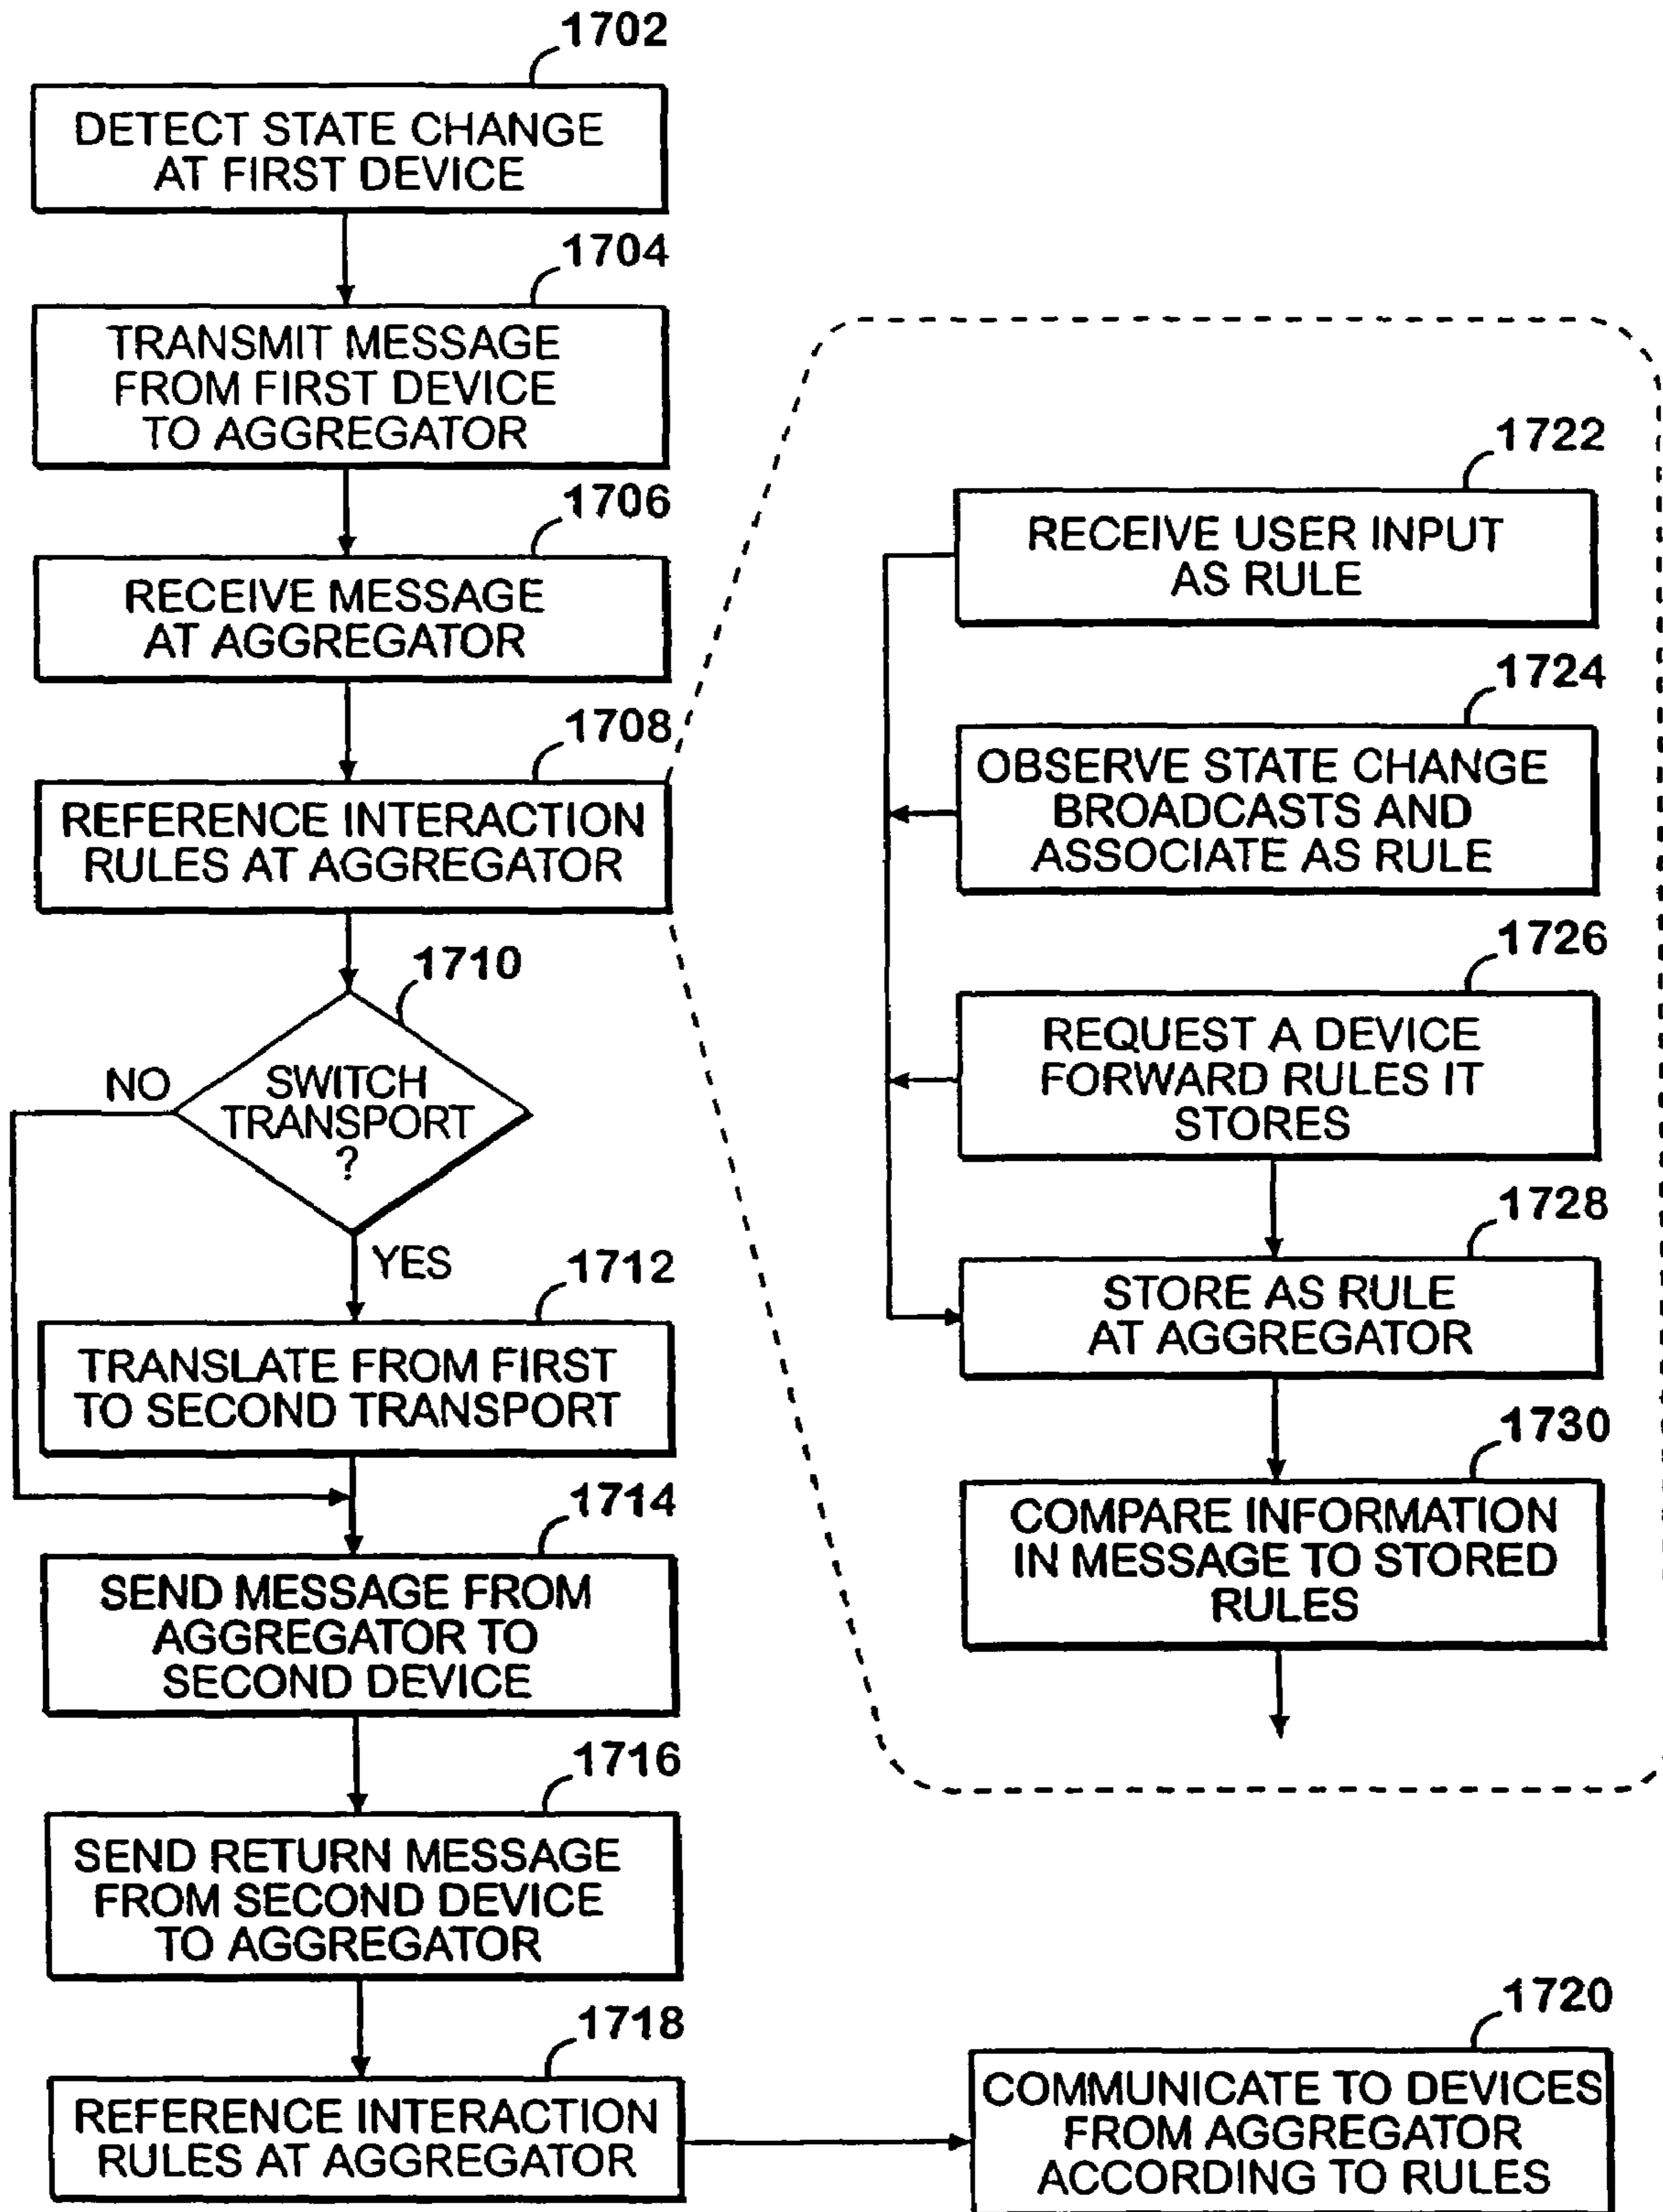 1702
DETECT STATE CHANGE
AT FIRST DEVICE
1704
TRANSMIT MESSAGE
FROM FIRST DEVICE
TO AGGREGATOR
1706
RECEIVE MESSAGE
AT AGGREGATOR
1708
REFERENCE INTERACTION
RULES AT AGGREGATOR
1710
NO
SWITCH
TRANSPORT
?
YES
1712
TRANSLATE FROM FIRST
TO SECOND TRANSPORT
1714
SEND MESSAGE FROM
AGGREGATOR TO
SECOND DEVICE
1716
SEND RETURN MESSAGE
FROM SECOND DEVICE
TO AGGREGATOR
1718
REFERENCE INTERACTION
RULES AT AGGREGATOR
1720
COMMUNICATE TO DEVICES
FROM AGGREGATOR
ACCORDING TO RULES
1722
RECEIVE USER INPUT
AS RULE
1724
OBSERVE STATE CHANGE
BROADCASTS AND
ASSOCIATE AS RULE
1726
REQUEST A DEVICE
FORWARD RULES IT
STORES
1728
STORE AS RULE
AT AGGREGATOR
1730
COMPARE INFORMATION
IN MESSAGE TO STORED
RULES